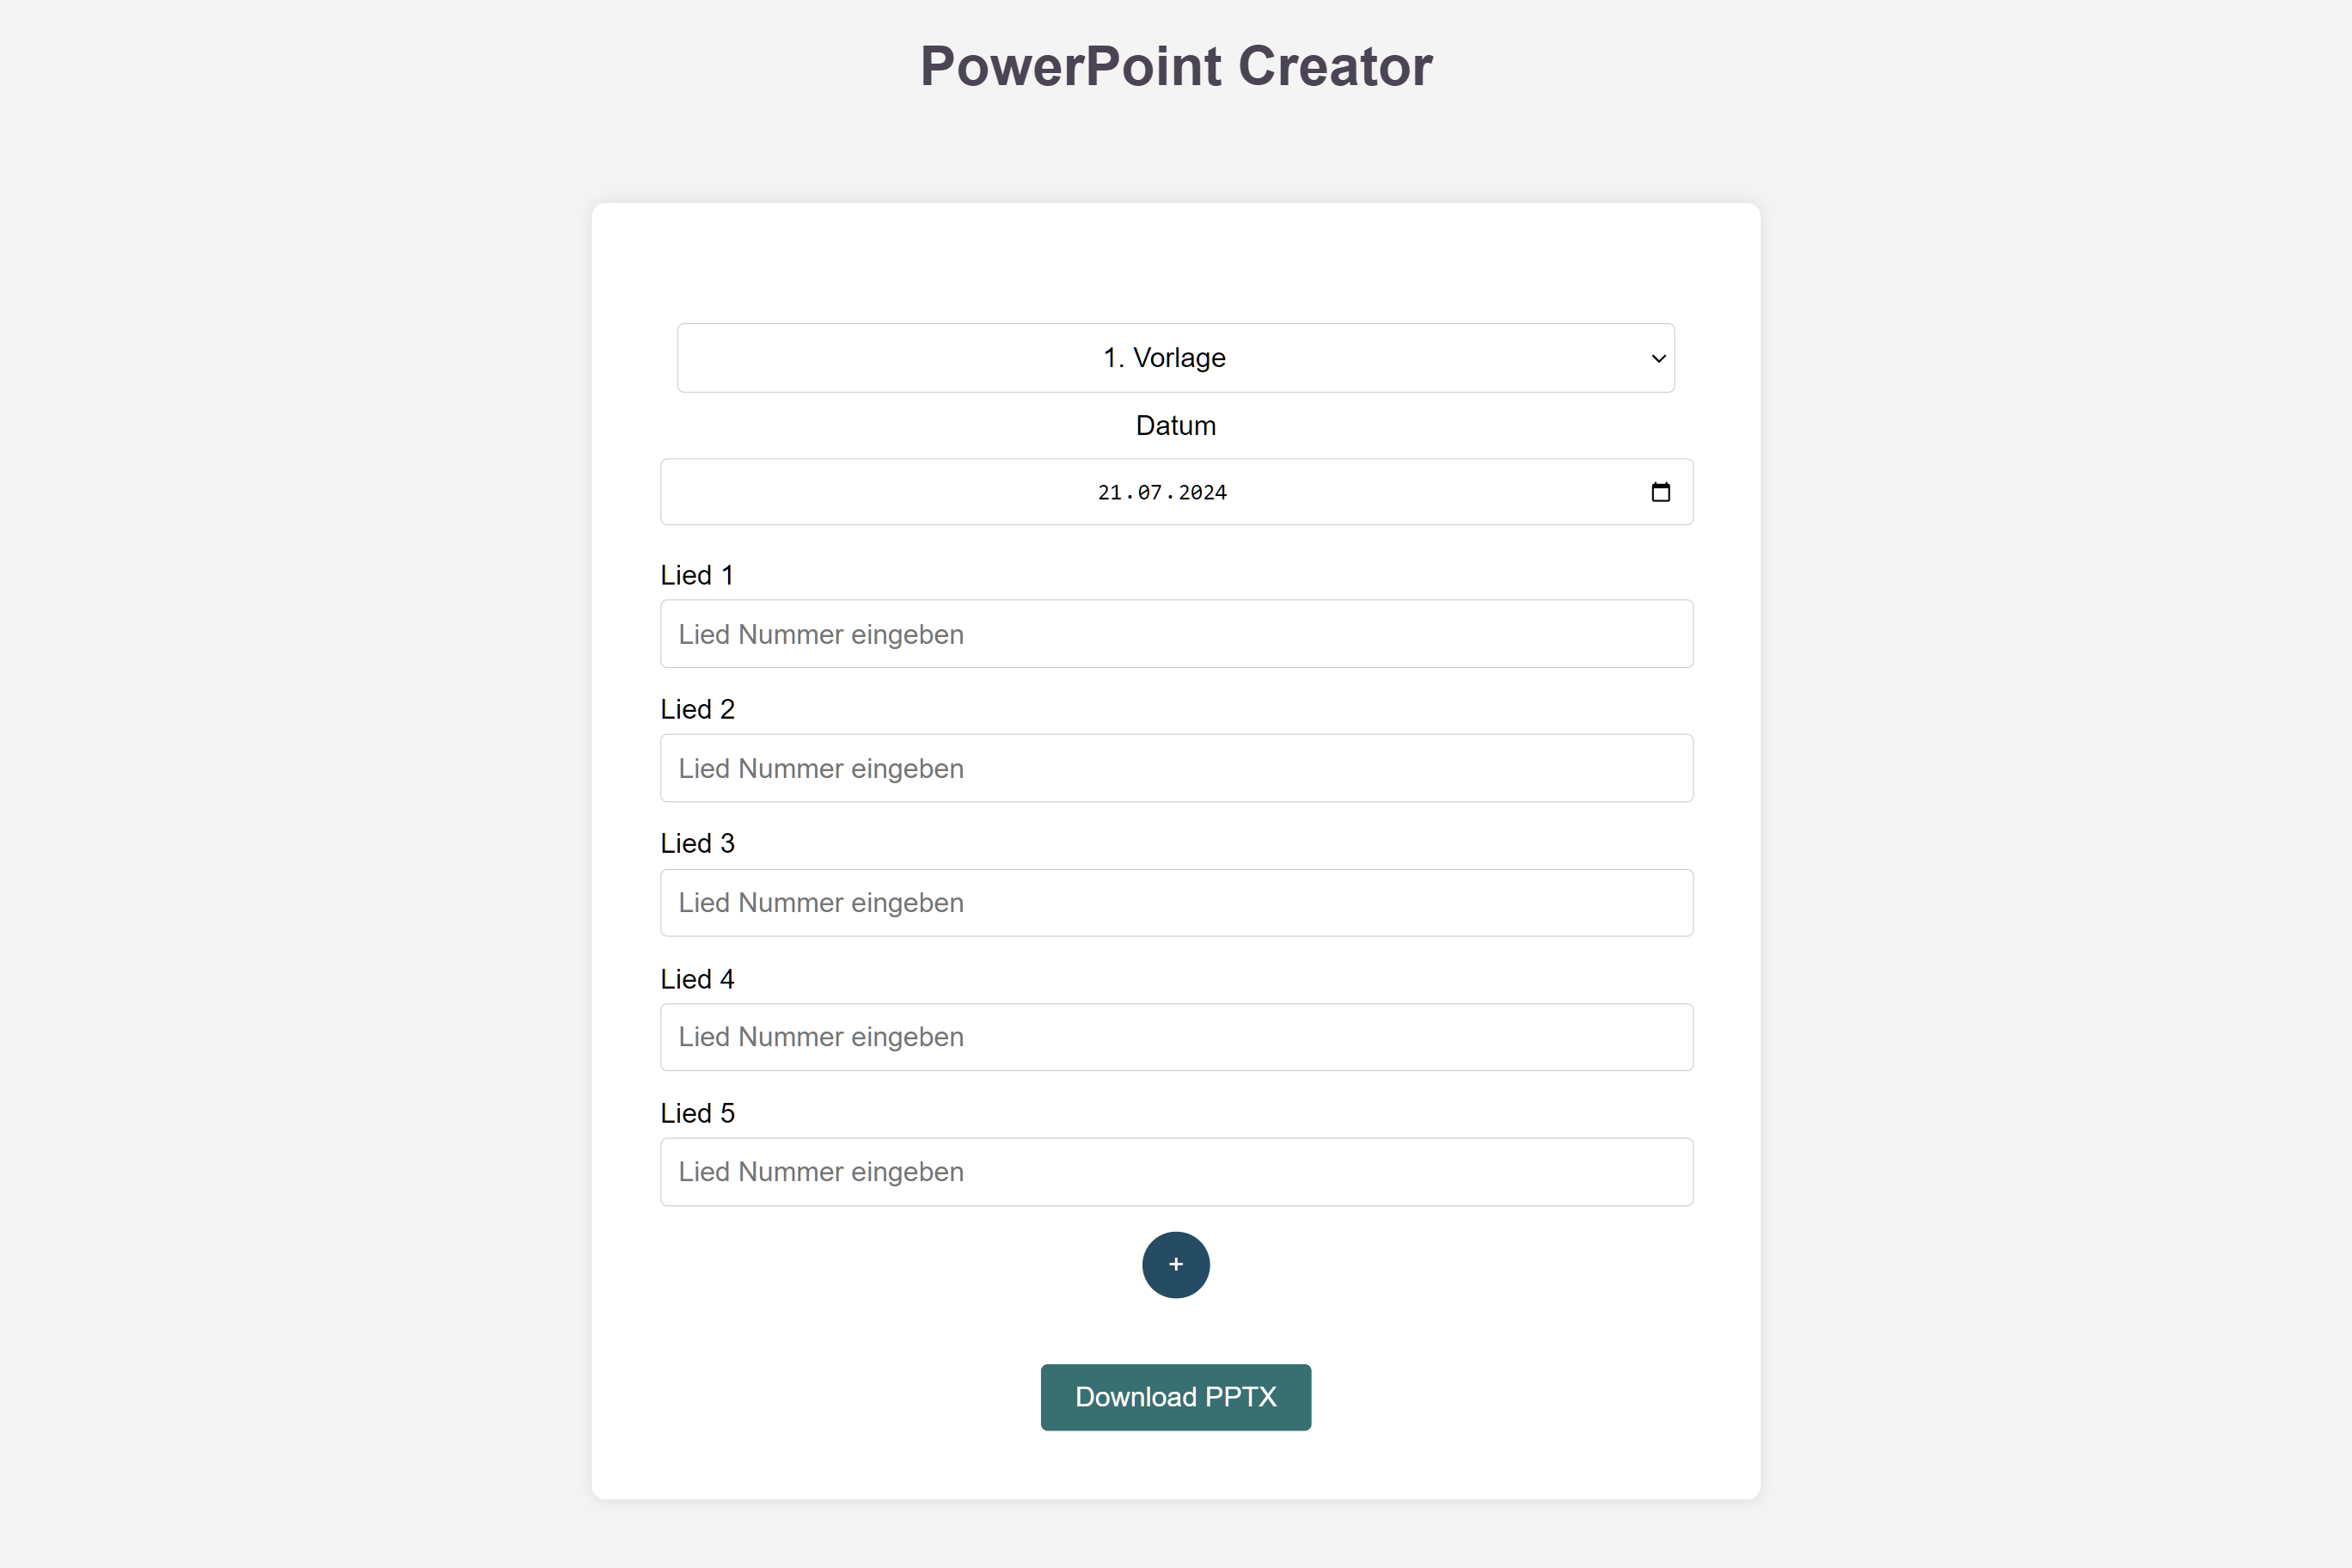 PowerPoint Creator
1. Vorlage
Datum
21.07.2024
Lied 1
Lied Nummer eingeben
Lied 2
Lied Nummer eingeben
Lied 3
Lied Nummer eingeben
Lied 4
Lied Nummer eingeben
Lied 5
Lied Nummer eingeben
+
Download PPTX